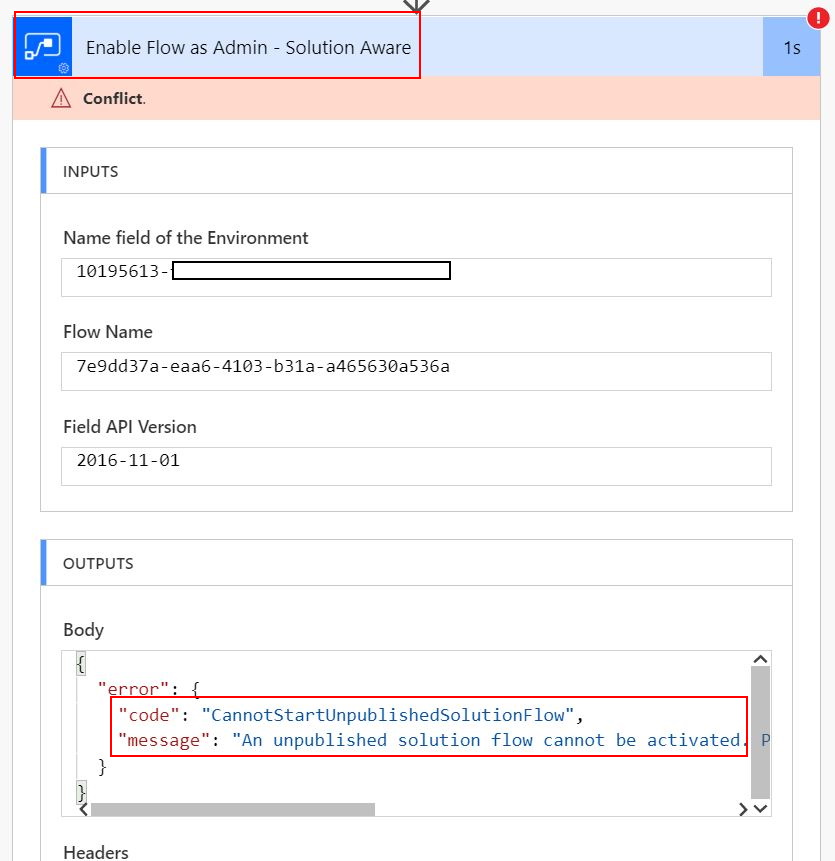 Enable Flow as Admin - Solution Aware
1s
Conflict.
INPUTS
Name field of the Environment
10195613-
Flow Name
7e9dd37a-eaa6-4103-b31a-a465630a536a
Field API Version
2016-11-01
OUTPUTS
Body
{
"error": {
"code": "CannotStartUnpublishedSolutionFlow",
"message": "An unpublished solution flow cannot be activated. P
}
}
Headers